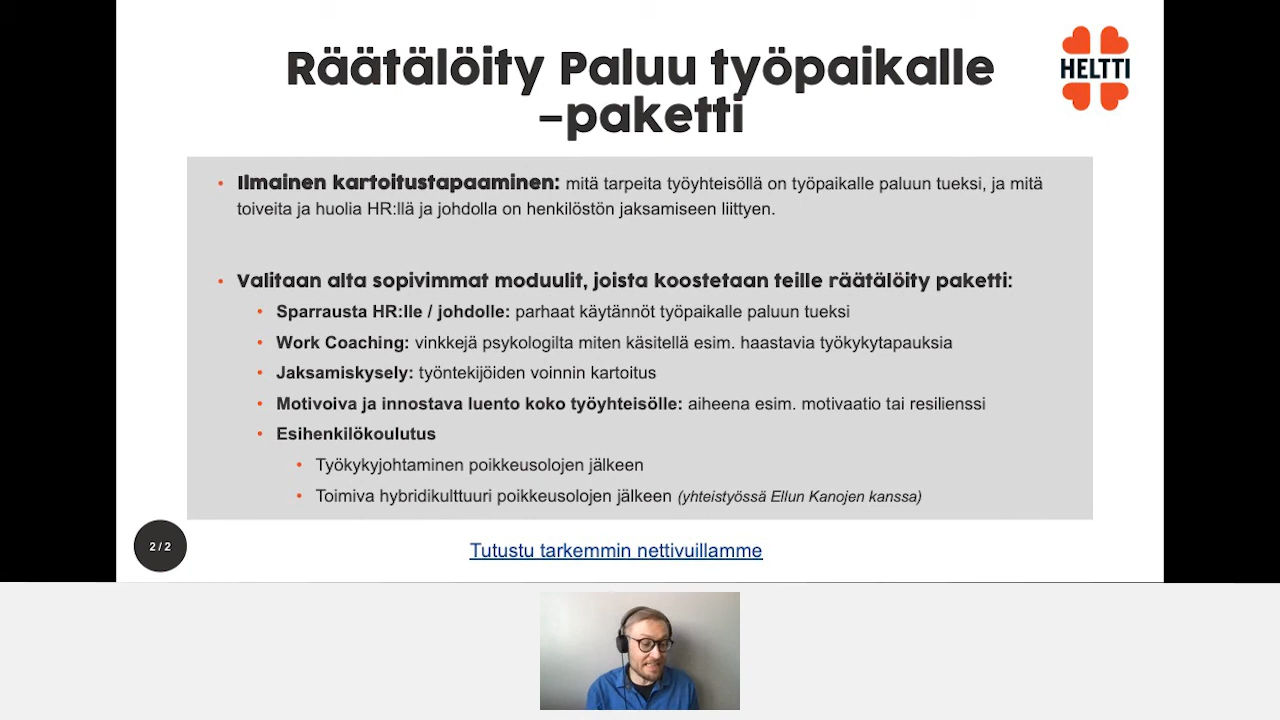 Räätälöity Paluu työpaikalle
–paketti
HELTTI
• Ilmainen kartoitustapaaminen: mitä tarpeita työyhteisöllä on työpaikalle paluun tueksi, ja mitä
toiveita ja huolia HR:llä ja johdolla on henkilöstön jaksamiseen liittyen.
• Valitaan alta sopivimmat moduulit, joista koostetaan teille räätälöity paketti:
• Sparrausta HR:lle / johdolle: parhaat käytännöt työpaikalle paluun tueksi
• Work Coaching: vinkkejä psykologilta miten käsitellä esim. haastavia työkykytapauksia
• Jaksamiskysely: työntekijöiden voinnin kartoitus
• Motivoiva ja innostava luento koko työyhteisölle: aiheena esim. motivaatio tai resilienssi
• Esihenkilökoulutus
• Työkykyjohtaminen poikkeusolojen jälkeen
• Toimiva hybridikulttuuri poikkeusolojen jälkeen (yhteistyössä Ellun Kanojen kanssa)
2 / 2
Tutustu tarkemmin nettivuillamme